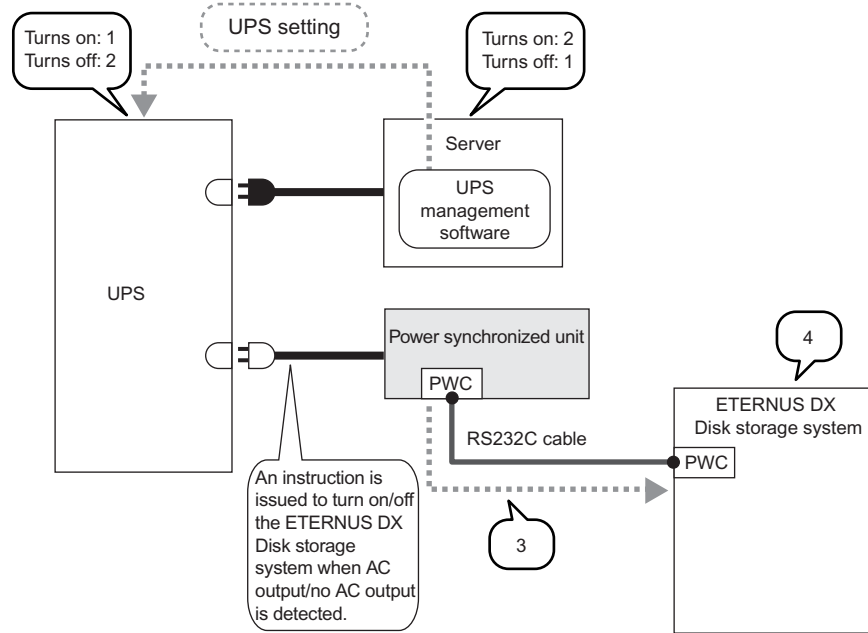 UPS setting
Turns on: 1
Turns off: 2
Turns on: 2
Turns off: 1
Server
UPS
management
software
UPS
Power synchronized unit
PWC
4
ETERNUS DX
Disk storage system
RS232C cable
PWC
An instruction is
issued to turn on/off
the ETERNUS DX
Disk storage
system when AC
output/no AC output
is detected.
3